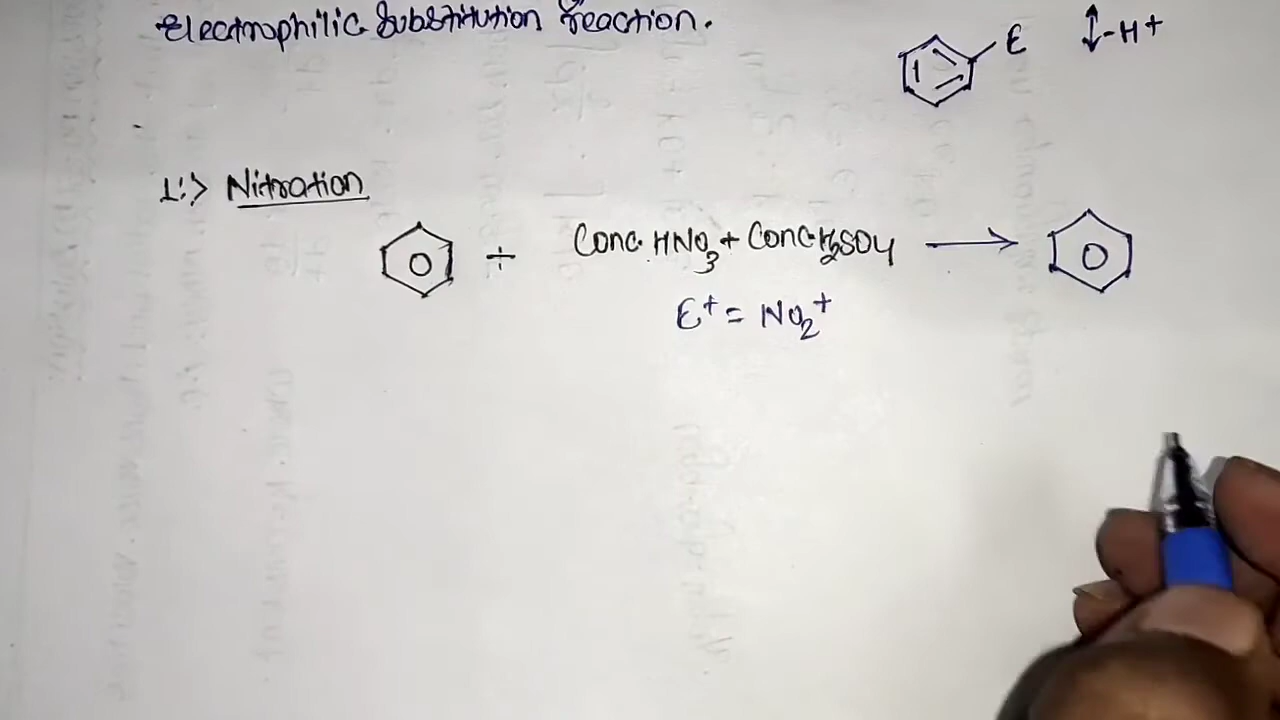 Electrophilic Substitution reaction.
E ↕-H+
1:> Nitration
+ Conc. HNO3 + Conc. H2SO4 →
E+ = NO2+